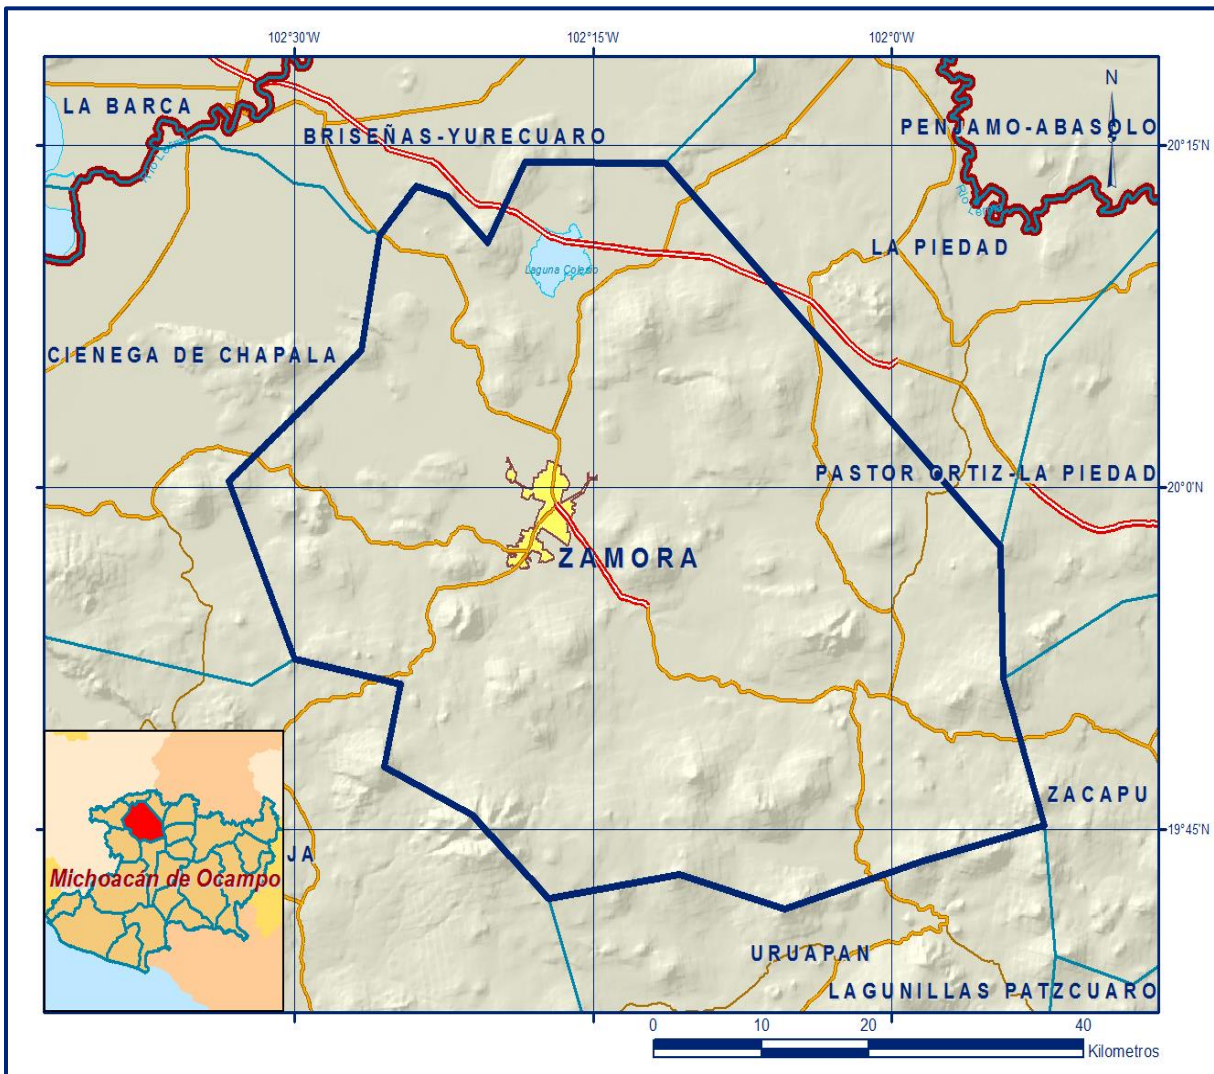 102°30'W
102°15'W
102°0'W
N
LA BARCA
BRISEÑAS-YURECUARO
PENJAMO-ABASOLO
20°15'N
LA PIEDAD
CIENEGA DE CHAPALA
PASTOR ORTIZ-LA PIEDAD
20°0'N
ZAMORA
ZACAPU
19°45'N
JA
Michoacán de Ocampo
URUAPAN
LAGUNILLAS PATZCUARO
0
10
20
40
Kilometros